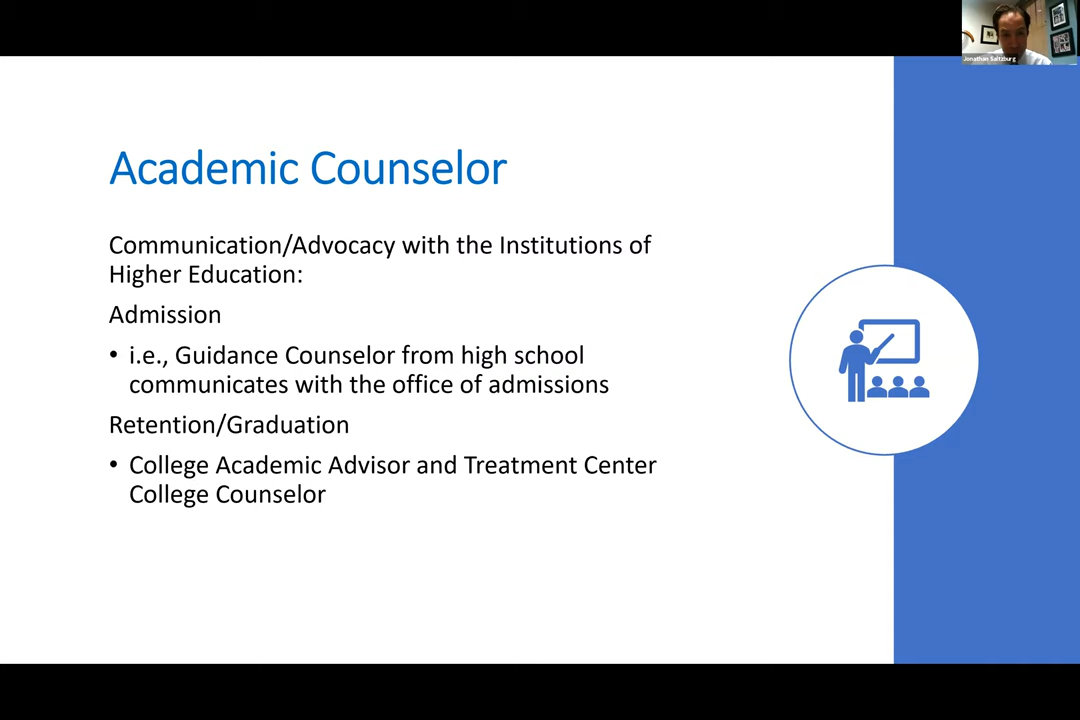 Jonathan Saltzburg
Academic Counselor
Communication/Advocacy with the Institutions of
Higher Education:
Admission
• i.e., Guidance Counselor from high school
communicates with the office of admissions
Retention/Graduation
• College Academic Advisor and Treatment Center
College Counselor